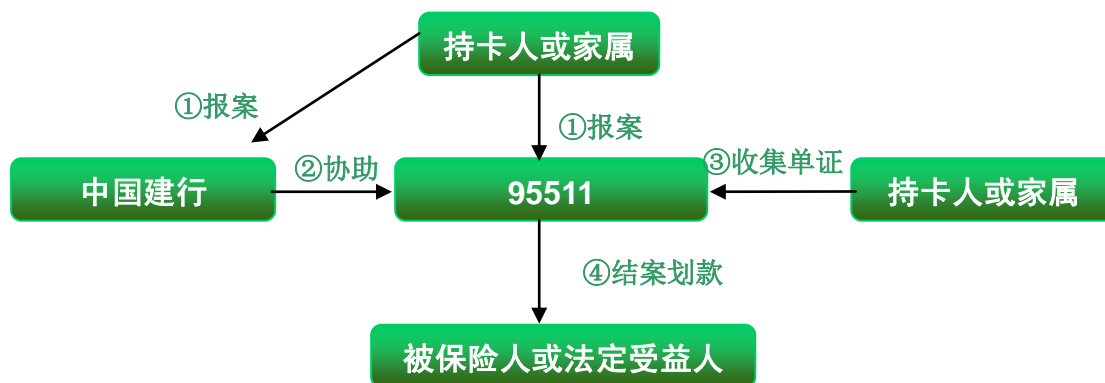 持卡人或家属
①报案
①报案
中国建行
②协助
95511
③收集单证
持卡人或家属
④结案划款
被保险人或法定受益人